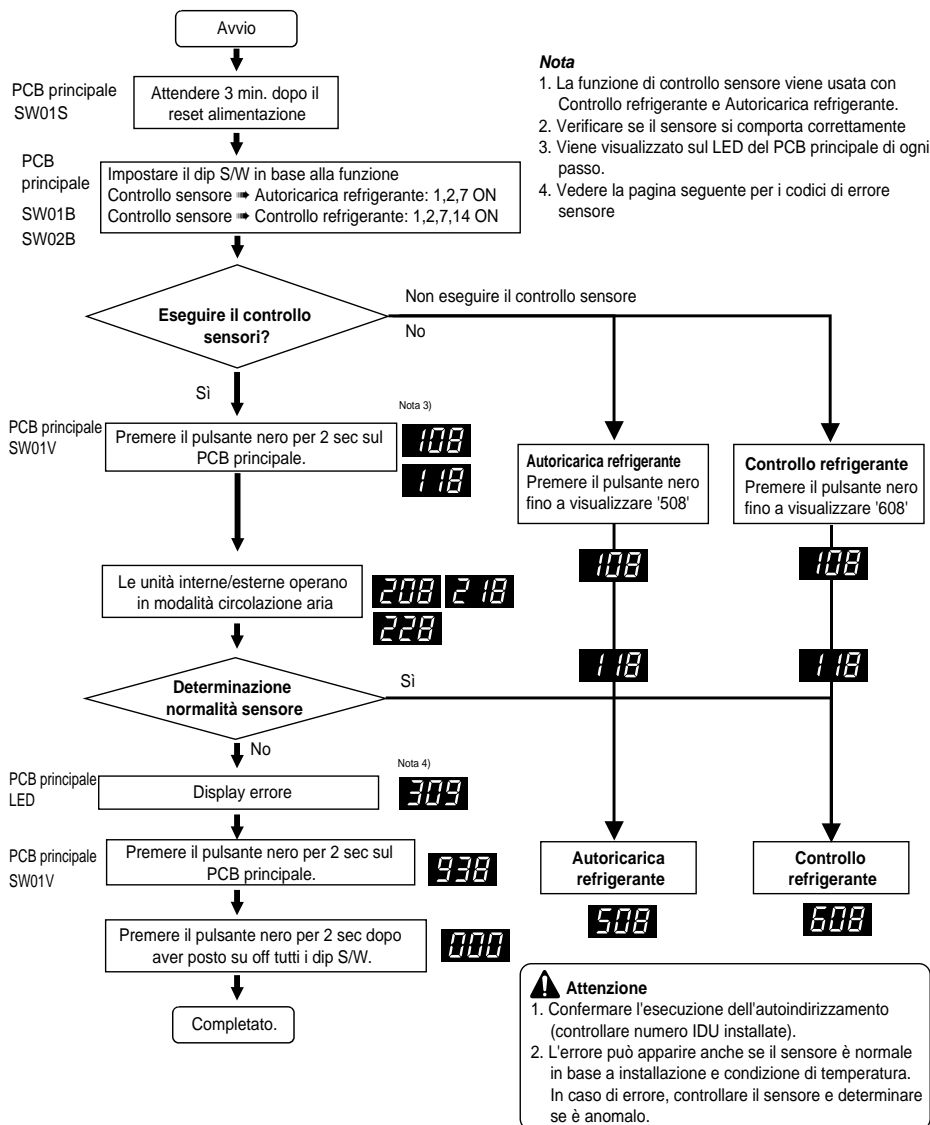 Avvio
PCB principale
SW01S
Attendere 3 min. dopo il
reset alimentazione
Nota
1. La funzione di controllo sensore viene usata con
Controllo refrigerante e Autoricarica refrigerante.
2. Verificare se il sensore si comporta correttamente
3. Viene visualizzato sul LED del PCB principale di ogni
passo.
4. Vedere la pagina seguente per i codici di errore
sensore
PCB
principale
SW01B
SW02B
Impostare il dip S/W in base alla funzione
Controllo sensore ➠ Autoricarica refrigerante: 1,2,7 ON
Controllo sensore ➠ Controllo refrigerante: 1,2,7,14 ON
Eseguire il controllo
sensori?
Non eseguire il controllo sensore
No
Sì
PCB principale
SW01V
Premere il pulsante nero per 2 sec sul
PCB principale.
Nota 3)
108
118
Autoricarica refrigerante
Premere il pulsante nero
fino a visualizzare '508'
Controllo refrigerante
Premere il pulsante nero
fino a visualizzare '608'
108
108
Le unità interne/esterne operano
in modalità circolazione aria
208 218
228
118
118
Determinazione
normalità sensore
Sì
No
PCB principale
LED
Display errore
Nota 4)
309
PCB principale
SW01V
Premere il pulsante nero per 2 sec sul
PCB principale.
938
Autoricarica
refrigerante
508
Controllo
refrigerante
608
Premere il pulsante nero per 2 sec dopo
aver posto su off tutti i dip S/W.
000
Completato.
Attenzione
1. Confermare l'esecuzione dell'autoindirizzamento
(controllare numero IDU installate).
2. L'errore può apparire anche se il sensore è normale
in base a installazione e condizione di temperatura.
In caso di errore, controllare il sensore e determinare
se è anomalo.